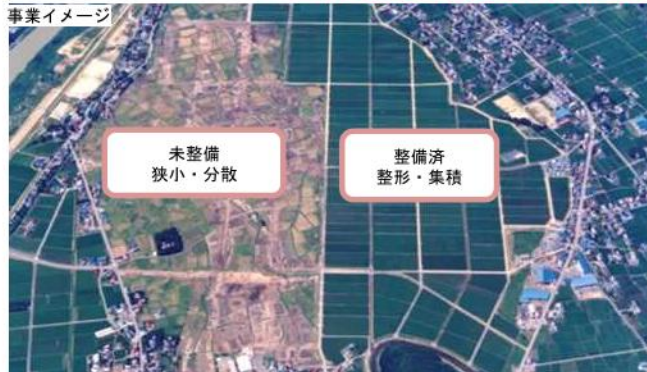 事業イメージ
未整備
狭小・分散
整備済
整形・集積